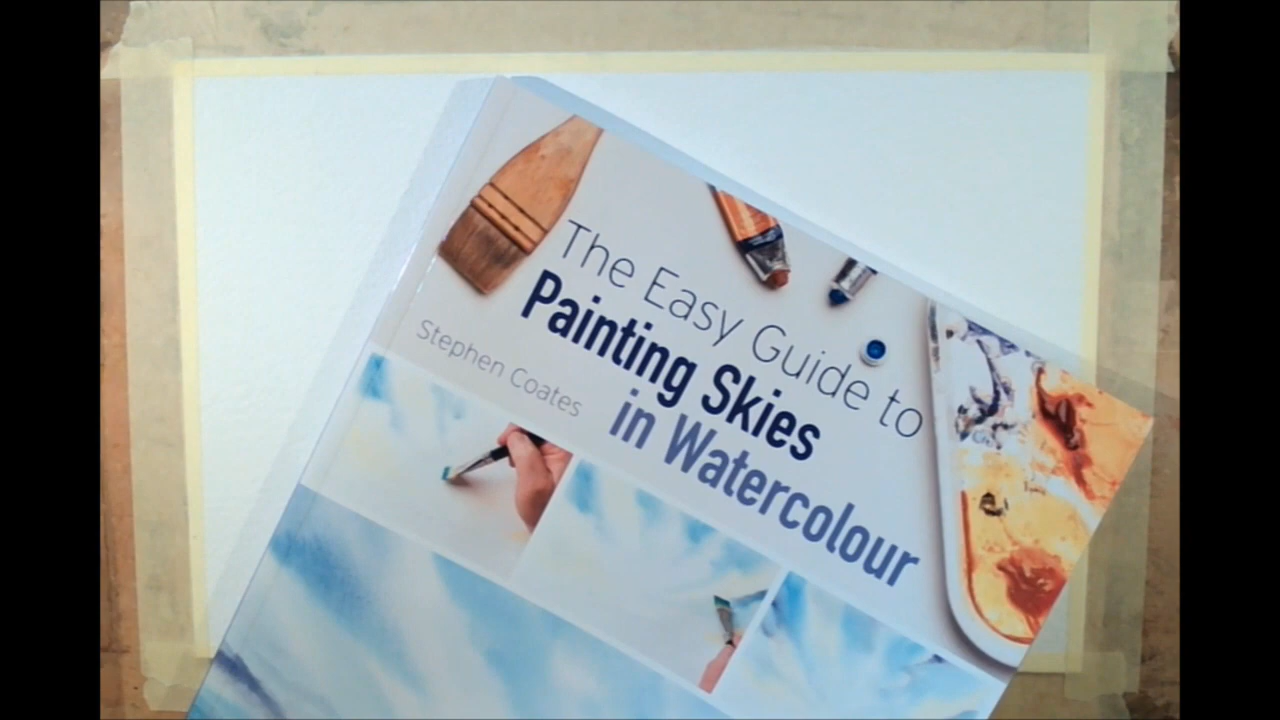 The Easy Guide to
Painting Skies
in Watercolour
Stephen Coates